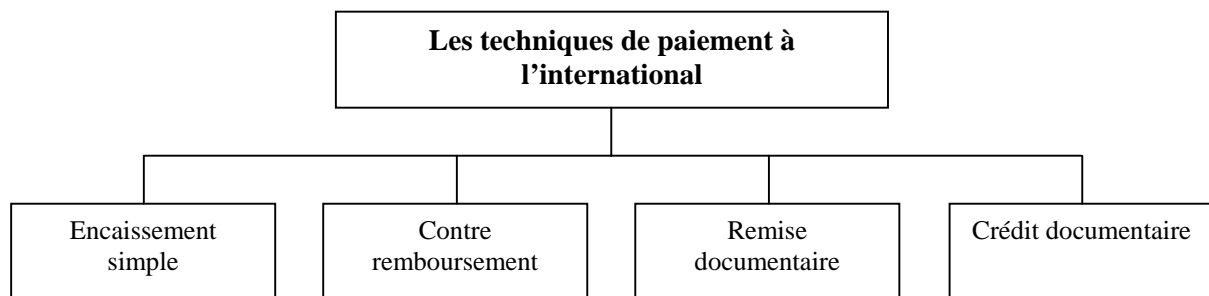 Les techniques de paiement à
l’international
Encaissement
simple
Contre
remboursement
Remise
documentaire
Crédit documentaire